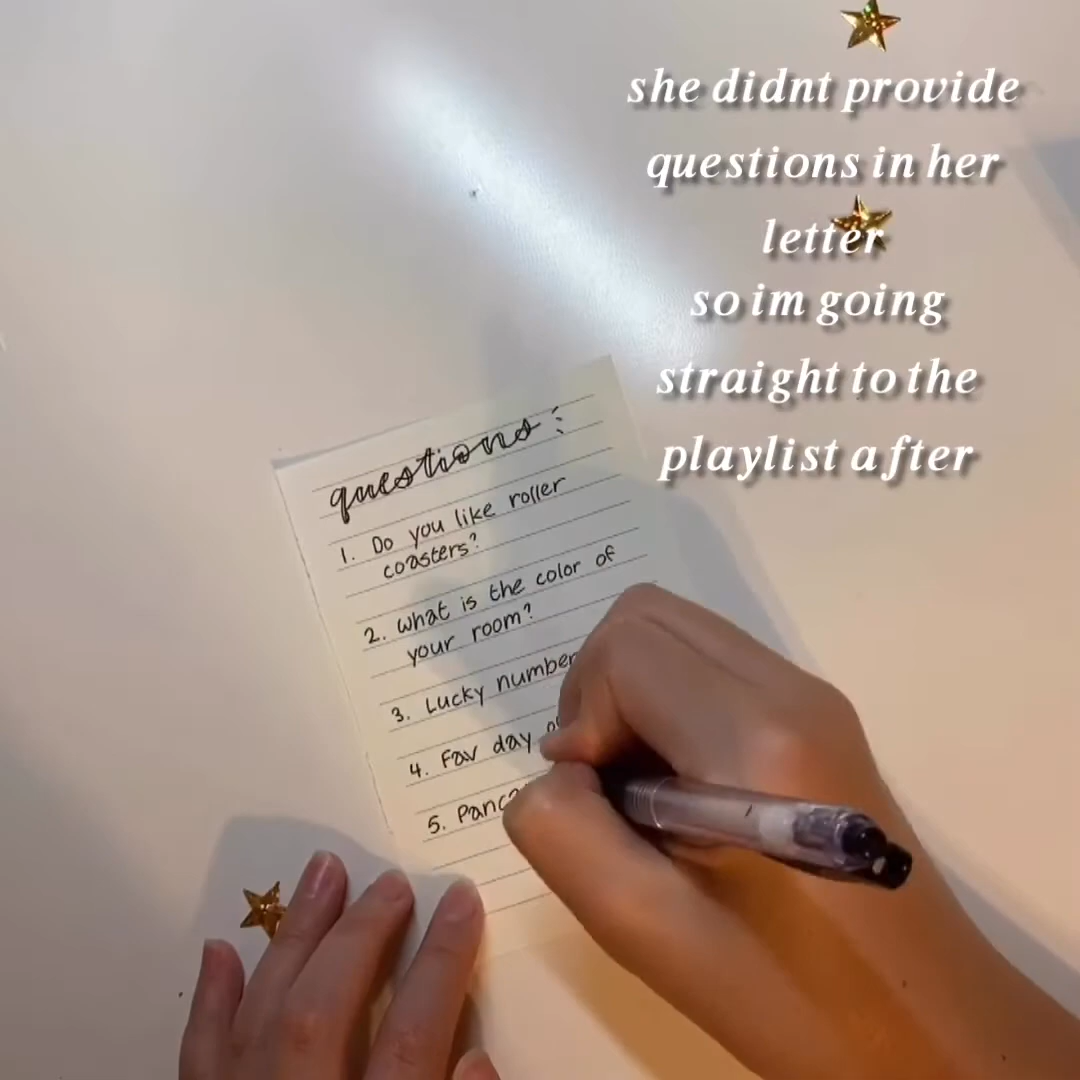 she didnt provide
questions in her
letter
so im going
straight to the
playlist after
questions:
1. Do you like roller
coasters?
2. what is the color of
your room?
3. Lucky number
4. Fav day
5.